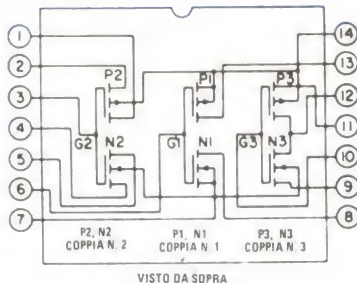 1
2
3
4
5
6
7
14
13
12
11
10
9
8
P2
P1
P3
G2
N2
G1
N1
G3
N3
P2, N2
COPPIA N. 2
P1, N1
COPPIA N. 1
P3, N3
COPPIA N. 3
VISTO DA SOPRA